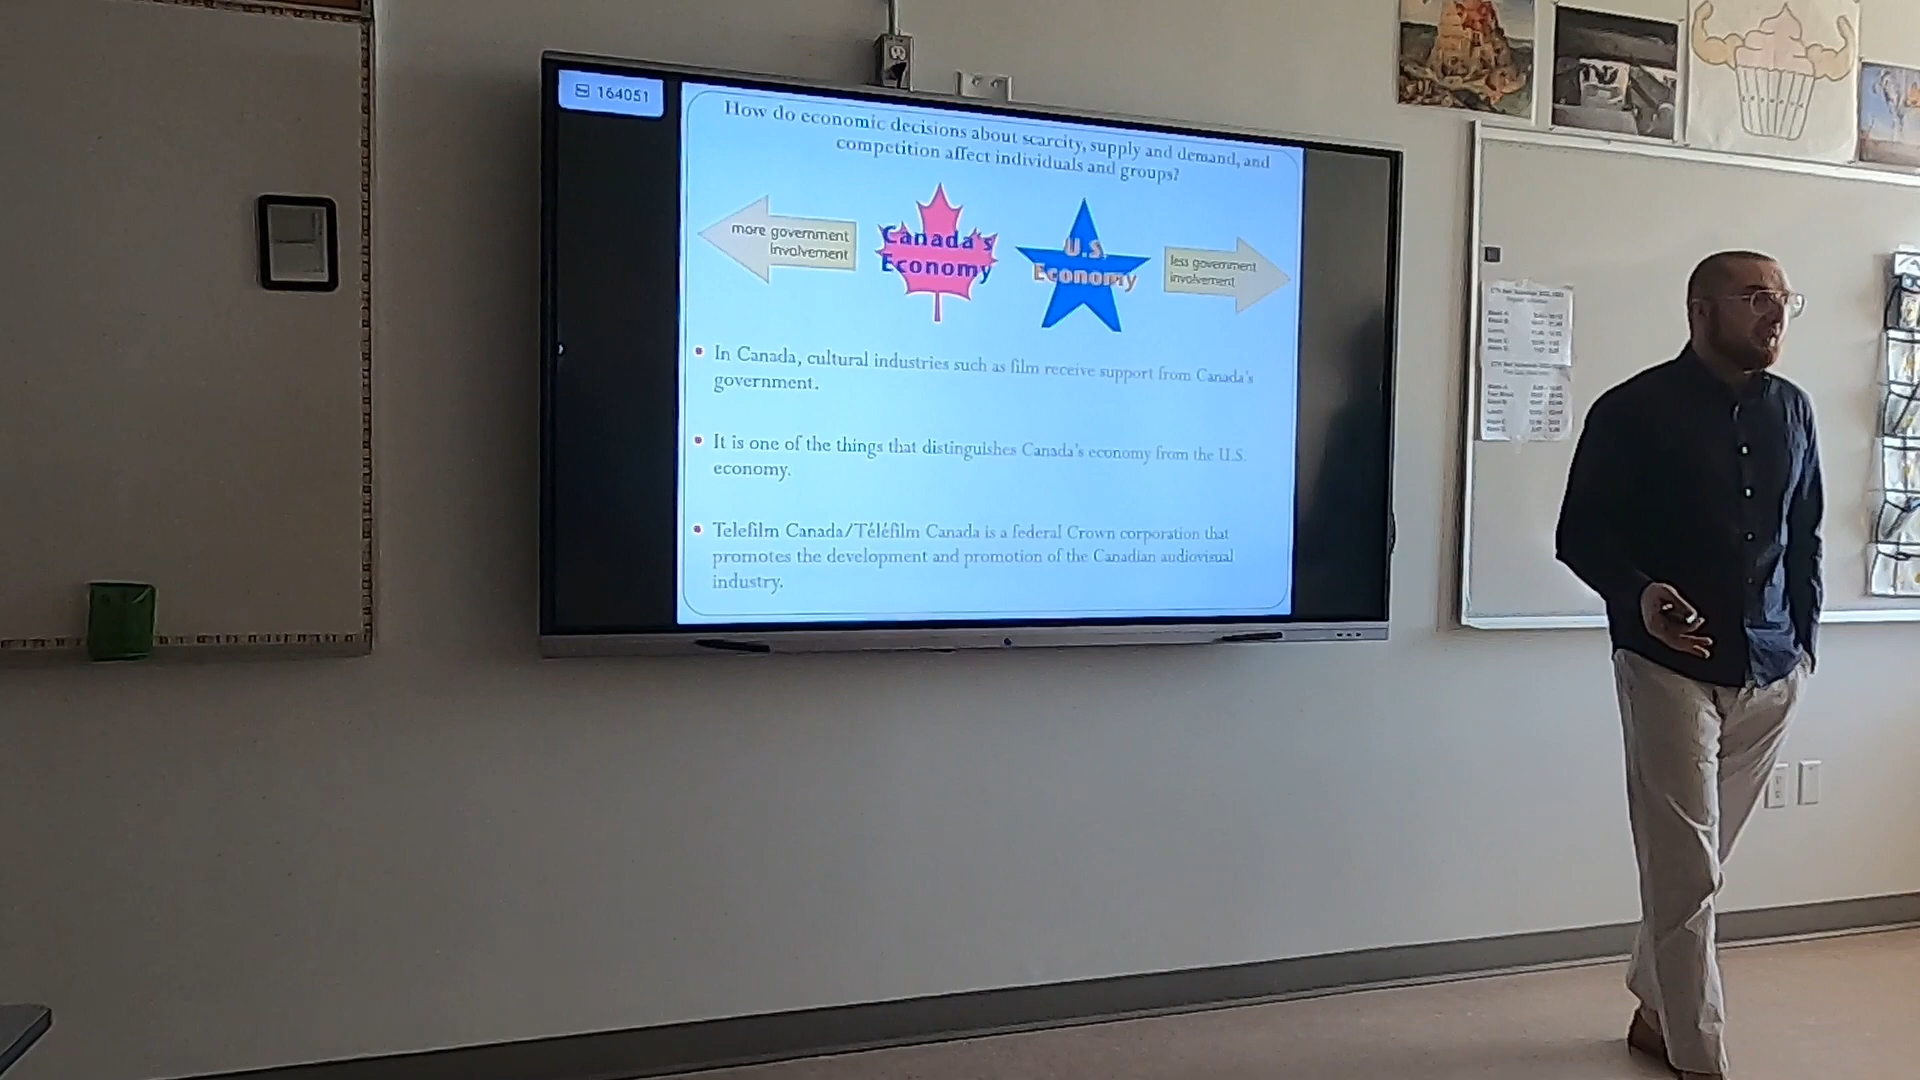 164051
How do economic decisions about scarcity, supply and demand, and
competition affect individuals and groups?
more government
involvement
Canada's
Economy
U.S.
Economy
less government
involvement
• In Canada, cultural industries such as film receive support from Canada's
government.
• It is one of the things that distinguishes Canada's economy from the U.S.
economy.
• Telefilm Canada/Téléfilm Canada is a federal Crown corporation that
promotes the development and promotion of the Canadian audiovisual
industry.